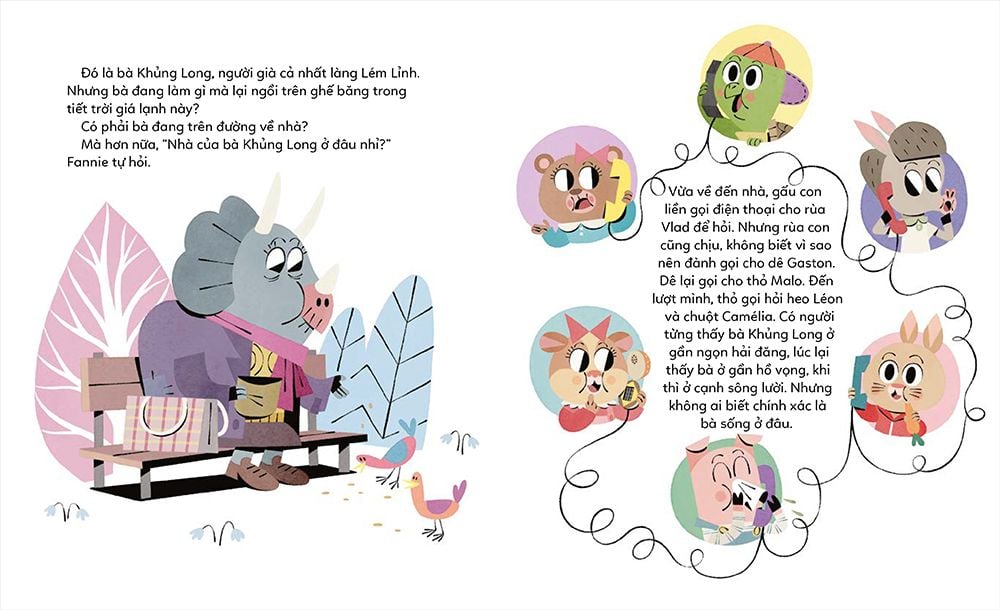 Đó là bà Khủng Long, người già cả nhất làng Lém Lỉnh.
Nhưng bà đang làm gì mà lại ngồi trên ghế băng trong
tiết trời giá lạnh này?
Có phải bà đang trên đường về nhà?
Mà hơn nữa, “Nhà của bà Khủng Long ở đâu nhỉ?”
Fannie tự hỏi.
Vừa về đến nhà, gấu con
liền gọi điện thoại cho rùa
Vlad để hỏi. Nhưng rùa con
cũng chịu, không biết vì sao
nên đành gọi cho dê Gaston.
Dê lại gọi cho thỏ Malo. Đến
lượt mình, thỏ gọi hỏi heo Léon
và chuột Camélia. Có người
từng thấy bà Khủng Long ở
gần ngọn hải đăng, lúc lại
thấy bà ở gần hồ vọng, khi
thì ở cạnh sông lười. Nhưng
không ai biết chính xác là
bà sống ở đâu.